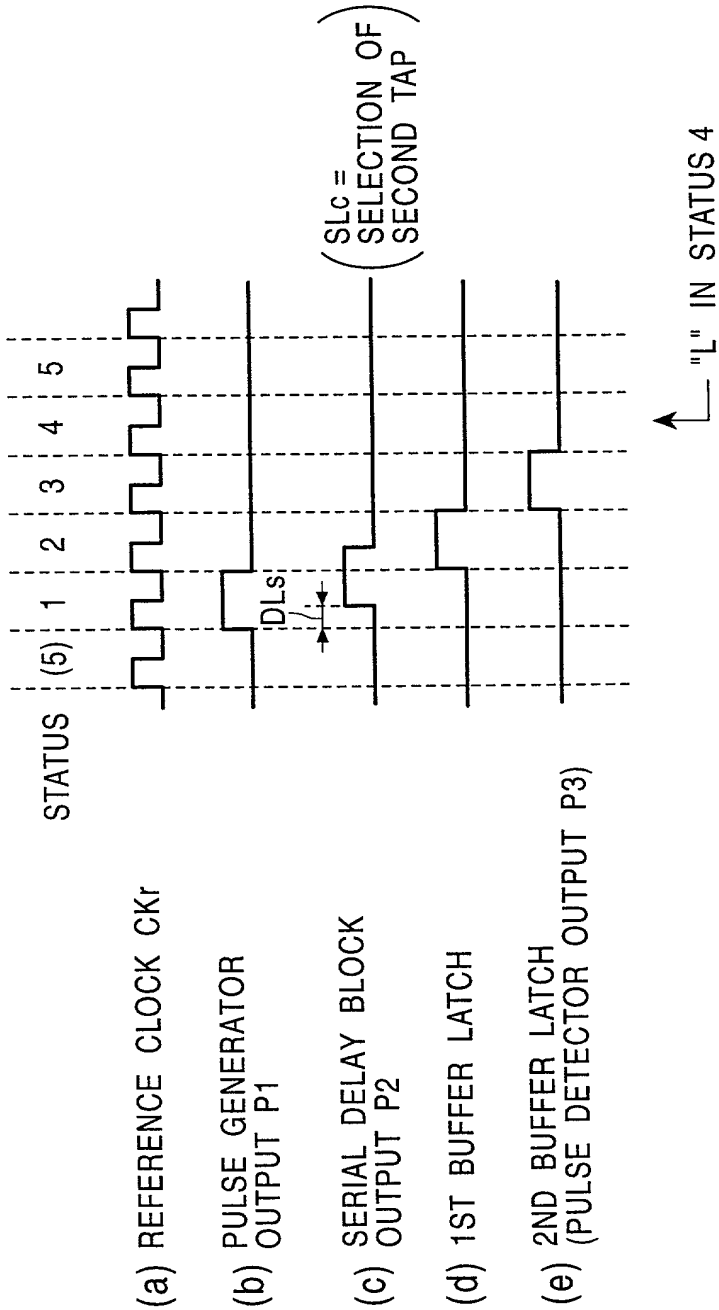 STATUS (5) 1 2 3 4 5
(a) REFERENCE CLOCK CKr
(b) PULSE GENERATOR
OUTPUT P1
DLs
(c) SERIAL DELAY BLOCK
OUTPUT P2
(SLc =
SELECTION OF
SECOND TAP)
(d) 1ST BUFFER LATCH
(e) 2ND BUFFER LATCH
(PULSE DETECTOR OUTPUT P3)
"L" IN STATUS 4